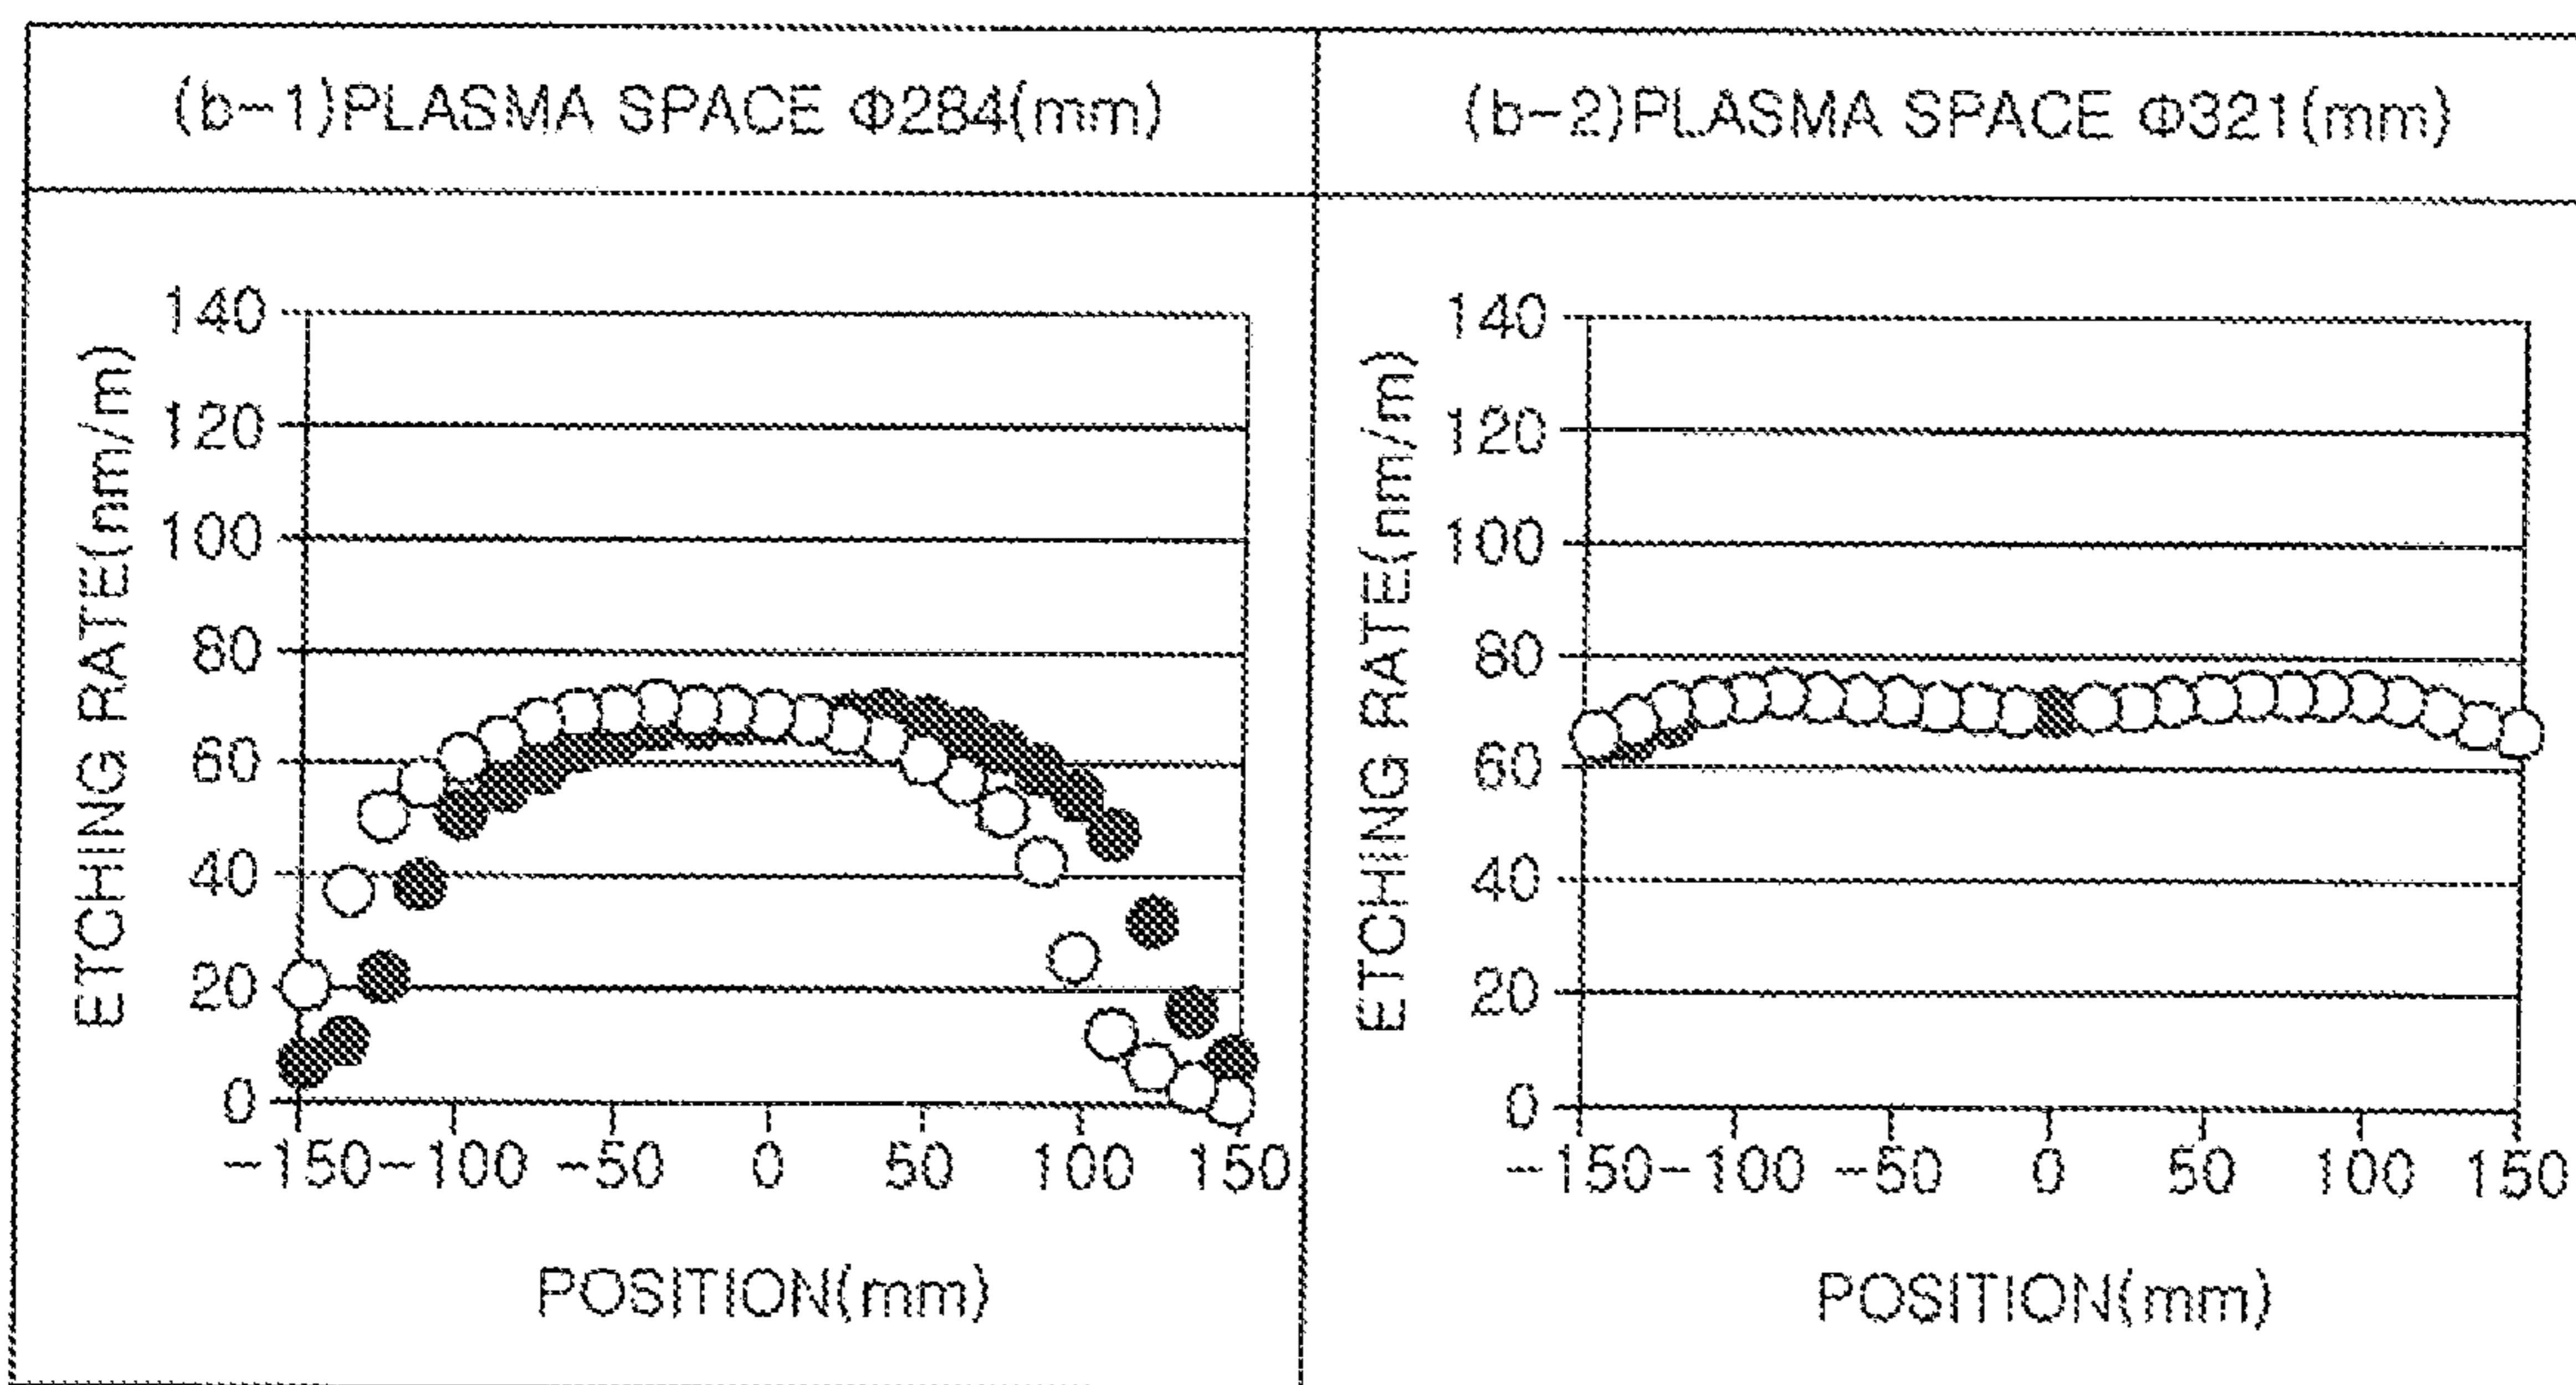 (b-1)PLASMA SPACE Φ284(mm)
ETCHING RATE(nm/m)
140
120
100
80
60
40
20
0
-150 -100 -50 0 50 100 150
POSITION(mm)
(b-2)PLASMA SPACE Φ321(mm)
ETCHING RATE(nm/m)
140
120
100
80
60
40
20
0
-150 -100 -50 0 50 100 150
POSITION(mm)